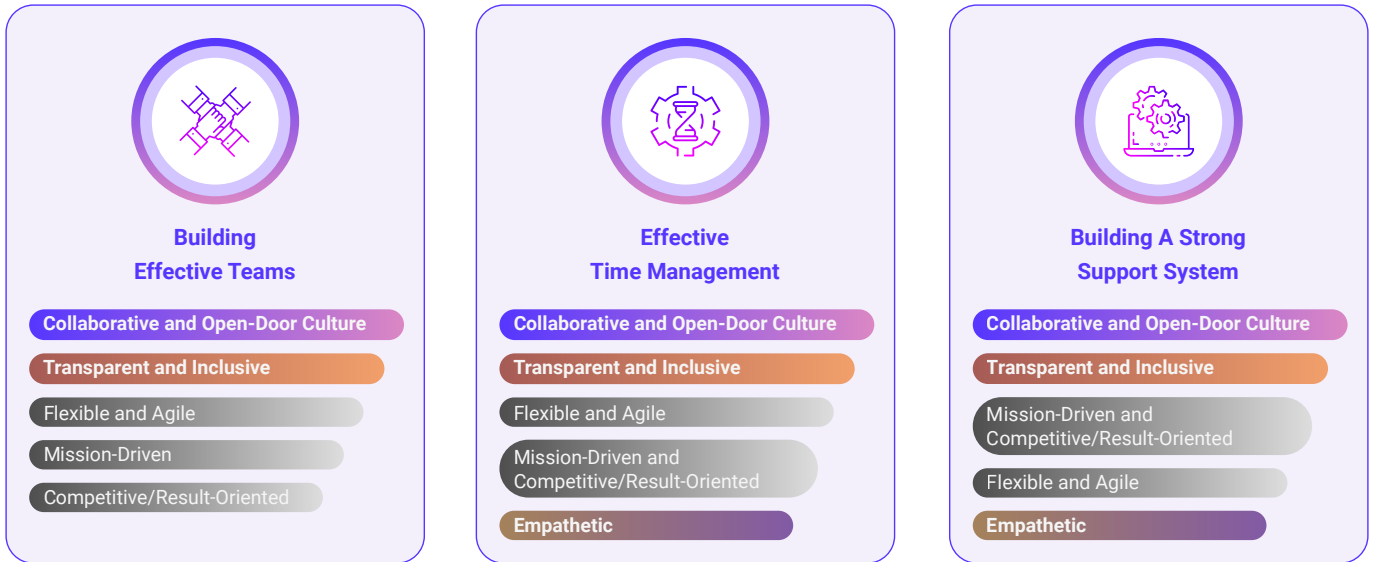 Building
Effective Teams
Collaborative and Open-Door Culture
Transparent and Inclusive
Flexible and Agile
Mission-Driven
Competitive/Result-Oriented
Effective
Time Management
Collaborative and Open-Door Culture
Transparent and Inclusive
Flexible and Agile
Mission-Driven and
Competitive/Result-Oriented
Empathetic
Building A Strong
Support System
Collaborative and Open-Door Culture
Transparent and Inclusive
Mission-Driven and
Competitive/Result-Oriented
Flexible and Agile
Empathetic